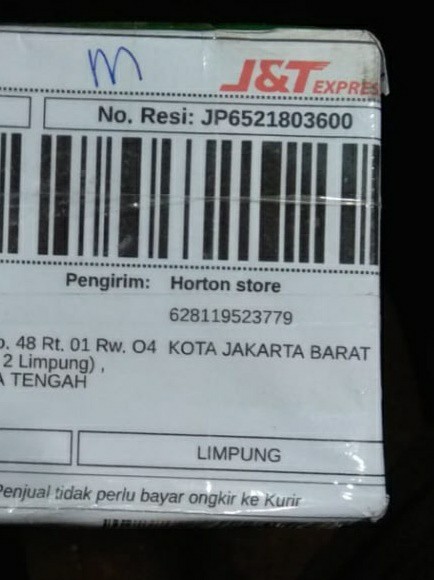 m
J&T EXPRES
No. Resi: JP6521803600
Pengirim: Horton store
628119523779
48 Rt. 01 Rw. O4 KOTA JAKARTA BARAT
2 Limpung) ,
TENGAH
LIMPUNG
Penjual tidak perlu bayar ongkir ke Kurir